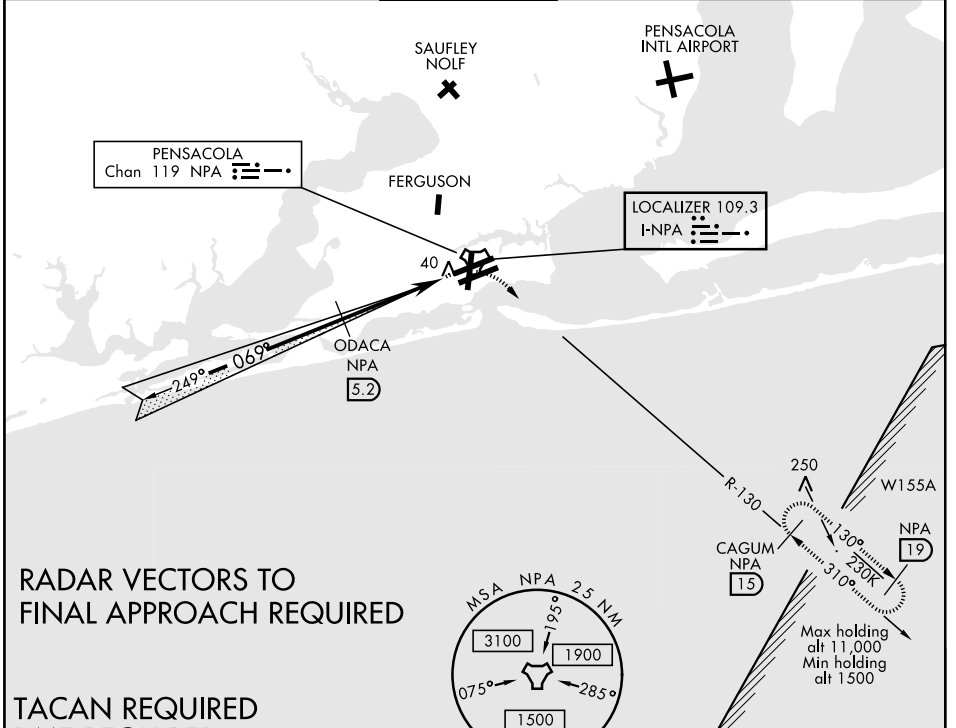 SAUFLEY
NOLF
PENSACOLA
INTL AIRPORT
PENSACOLA
Chan 119 NPA
FERGUSON
LOCALIZER 109.3
I-NPA
40
069°
249°
ODACA
NPA
5.2
R-130
250
W155A
130°
230K
310°
CAGUM
NPA
15
NPA
19
Max holding
alt 11,000
Min holding
alt 1500
RADAR VECTORS TO
FINAL APPROACH REQUIRED
MSA NPA 25 NM
195°
3100
1900
075°
285°
1500
TACAN REQUIRED